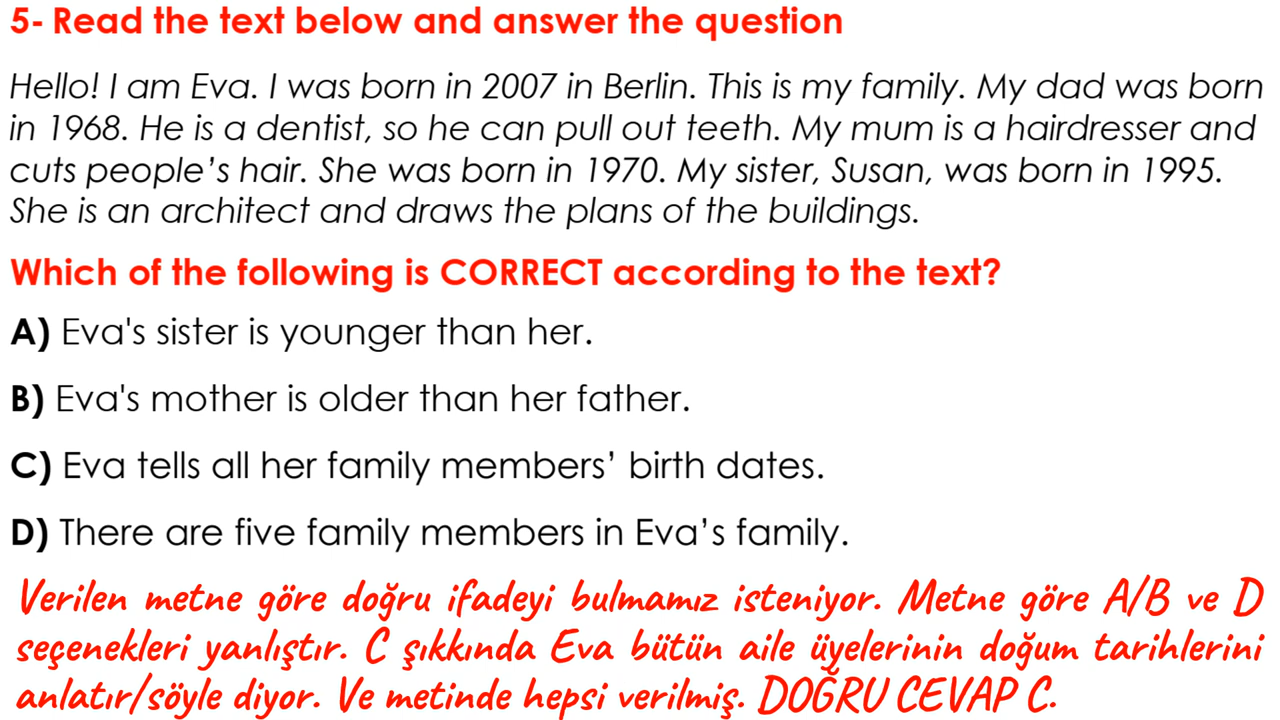 5- Read the text below and answer the question
Hello! I am Eva. I was born in 2007 in Berlin. This is my family. My dad was born
in 1968. He is a dentist, so he can pull out teeth. My mum is a hairdresser and
cuts people’s hair. She was born in 1970. My sister, Susan, was born in 1995.
She is an architect and draws the plans of the buildings.
Which of the following is CORRECT according to the text?
A) Eva's sister is younger than her.
B) Eva's mother is older than her father.
C) Eva tells all her family members’ birth dates.
D) There are five family members in Eva’s family.
Verilen metne göre doğru ifadeyi bulmamız isteniyor. Metne göre A/B ve D
seçenekleri yanlıştır. C şıkkında Eva bütün aile üyelerinin doğum tarihlerini
anlatır/söyle diyor. Ve metinde hepsi verilmiş. DOĞRU CEVAP C.